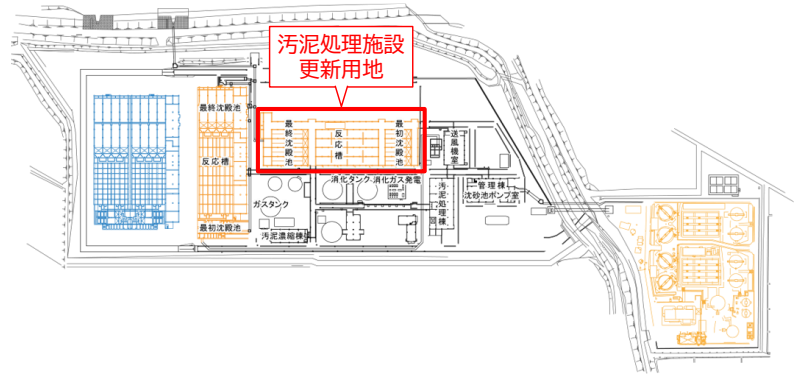 汚泥処理施設
更新用地
最終沈殿池
反応槽
最初沈殿池
最終沈殿池
反応槽
最初沈殿池
送風機室
消化タンク
消化ガス発電
ガスタンク
汚泥濃縮棟
汚泥処理棟
管理棟
沈砂池ポンプ室